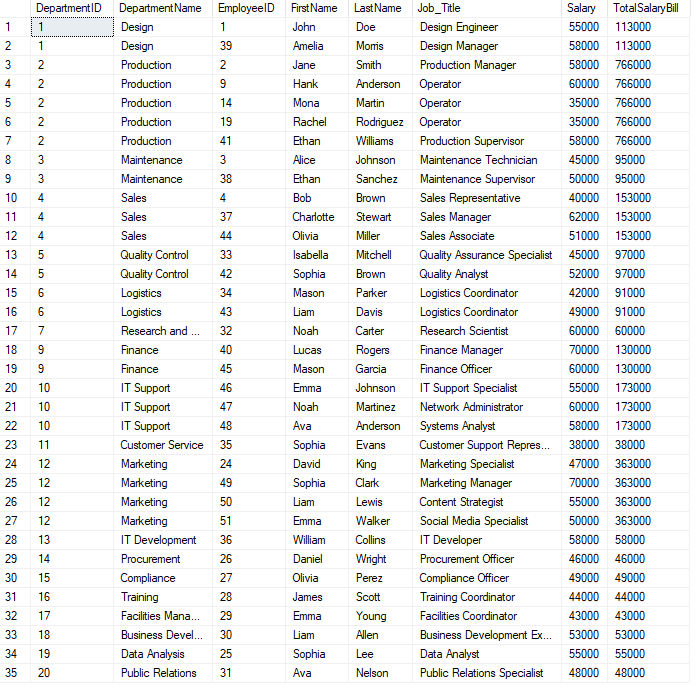 DepartmentID DepartmentName EmployeeID FirstName LastName Job_Title Salary TotalSalaryBill
1 1 Design 1 John Doe Design Engineer 55000 113000
2 1 Design 39 Amelia Morris Design Manager 58000 113000
3 2 Production 2 Jane Smith Production Manager 58000 766000
4 2 Production 9 Hank Anderson Operator 60000 766000
5 2 Production 14 Mona Martin Operator 35000 766000
6 2 Production 19 Rachel Rodriguez Operator 35000 766000
7 2 Production 41 Ethan Williams Production Supervisor 58000 766000
8 3 Maintenance 3 Alice Johnson Maintenance Technician 45000 95000
9 3 Maintenance 38 Ethan Sanchez Maintenance Supervisor 50000 95000
10 4 Sales 4 Bob Brown Sales Representative 40000 153000
11 4 Sales 37 Charlotte Stewart Sales Manager 62000 153000
12 4 Sales 44 Olivia Miller Sales Associate 51000 153000
13 5 Quality Control 33 Isabella Mitchell Quality Assurance Specialist 45000 97000
14 5 Quality Control 42 Sophia Brown Quality Analyst 52000 97000
15 6 Logistics 34 Mason Parker Logistics Coordinator 42000 91000
16 6 Logistics 43 Liam Davis Logistics Coordinator 49000 91000
17 7 Research and ... 32 Noah Carter Research Scientist 60000 60000
18 9 Finance 40 Lucas Rogers Finance Manager 70000 130000
19 9 Finance 45 Mason Garcia Finance Officer 60000 130000
20 10 IT Support 46 Emma Johnson IT Support Specialist 55000 173000
21 10 IT Support 47 Noah Martinez Network Administrator 60000 173000
22 10 IT Support 48 Ava Anderson Systems Analyst 58000 173000
23 11 Customer Service 35 Sophia Evans Customer Support Repres... 38000 38000
24 12 Marketing 24 David King Marketing Specialist 47000 363000
25 12 Marketing 49 Sophia Clark Marketing Manager 70000 363000
26 12 Marketing 50 Liam Lewis Content Strategist 55000 363000
27 12 Marketing 51 Emma Walker Social Media Specialist 50000 363000
28 13 IT Development 36 William Collins IT Developer 58000 58000
29 14 Procurement 26 Daniel Wright Procurement Officer 46000 46000
30 15 Compliance 27 Olivia Perez Compliance Officer 49000 49000
31 16 Training 28 James Scott Training Coordinator 44000 44000
32 17 Facilities Mana... 29 Emma Young Facilities Coordinator 43000 43000
33 18 Business Devel... 30 Liam Allen Business Development Ex... 53000 53000
34 19 Data Analysis 25 Sophia Lee Data Analyst 55000 55000
35 20 Public Relations 31 Ava Nelson Public Relations Specialist 48000 48000